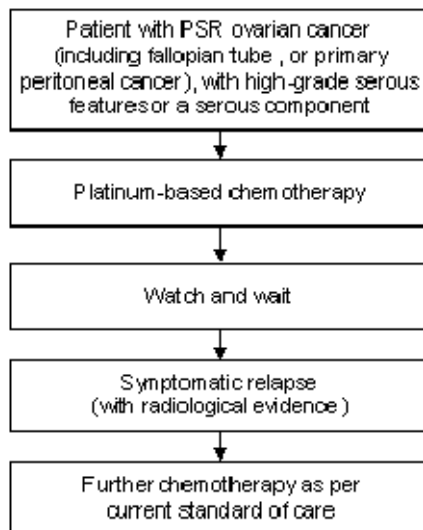 Patient with PSR ovarian cancer
(including fallopian tube, or primary
peritoneal cancer), with high-grade serous
features or a serous component
Platinum-based chemotherapy
Watch and wait
Symptomatic relapse
(with radiological evidence)
Further chemotherapy as per
current standard of care